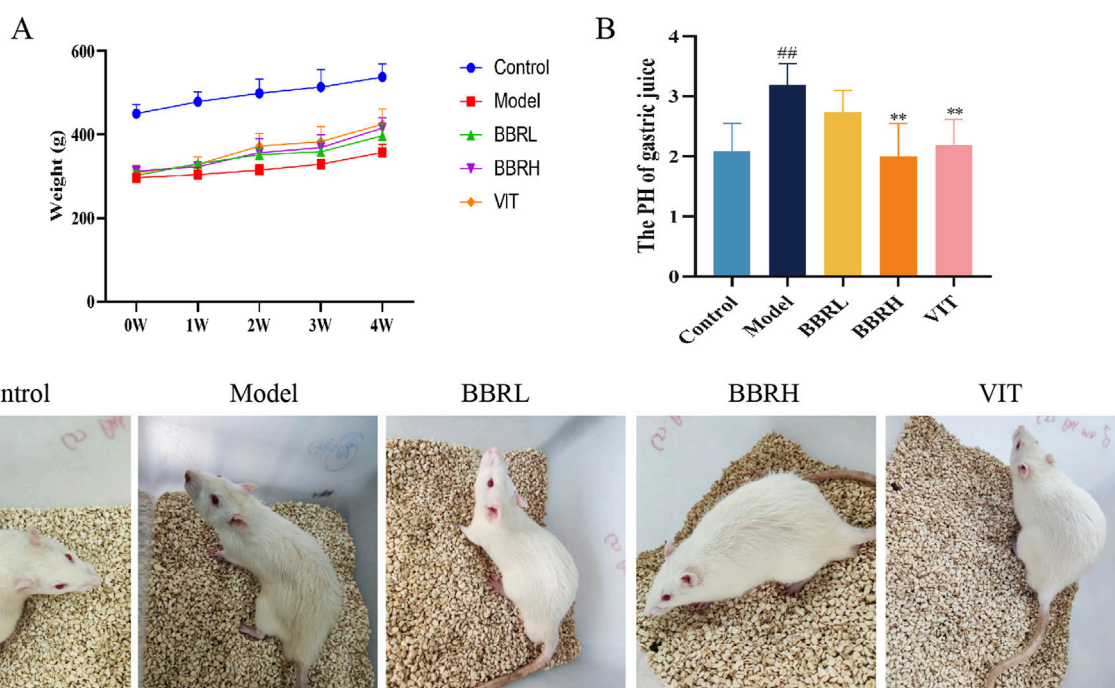 A
600
400
200
0
Weight (g)
0W 1W 2W 3W 4W
Control
Model
BBRL
BBRH
VIT
B
4
3
2
1
0
The PH of gastric juice
##
**
**
Control Model BBRL BBRH VIT
ntrol Model BBRL BBRH VIT